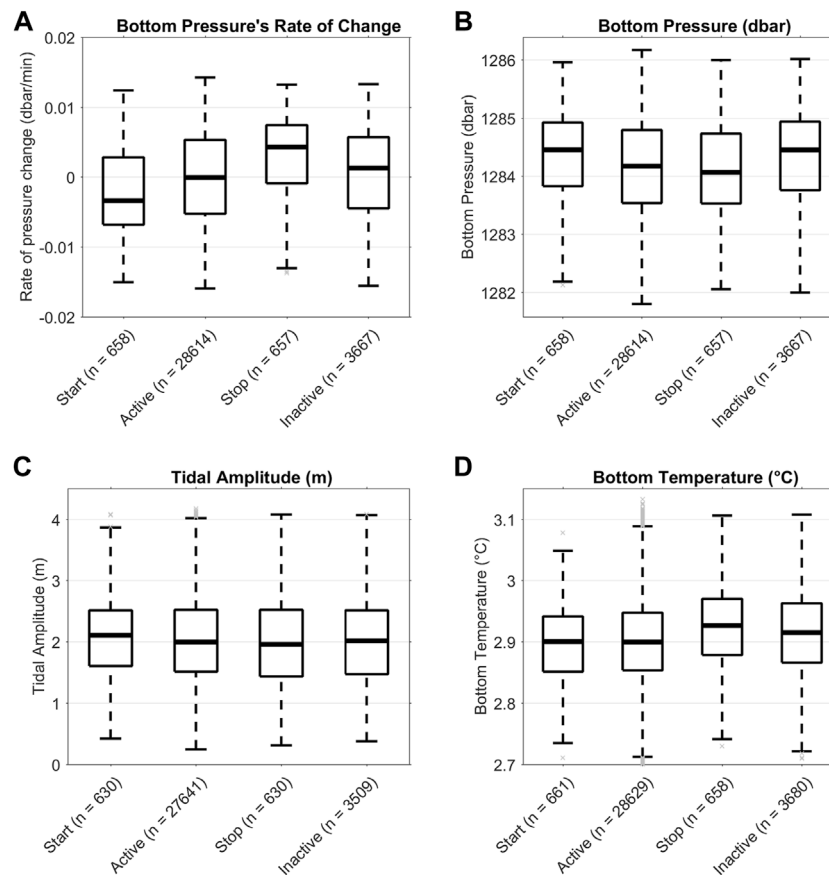 A
Bottom Pressure's Rate of Change
0.02
0.01
0
-0.01
-0.02
Rate of pressure change (dbar/min)
Start (n = 658)
Active (n = 28614)
Stop (n = 657)
Inactive (n = 3667)
B
Bottom Pressure (dbar)
1286
1285
1284
1283
1282
Bottom Pressure (dbar)
Start (n = 658)
Active (n = 28614)
Stop (n = 657)
Inactive (n = 3667)
C
Tidal Amplitude (m)
4
3
2
1
0
Tidal Amplitude (m)
Start (n = 630)
Active (n = 27641)
Stop (n = 630)
Inactive (n = 3509)
D
Bottom Temperature (°C)
3.1
3
2.9
2.8
2.7
Bottom Temperature (°C)
Start (n = 661)
Active (n = 28629)
Stop (n = 658)
Inactive (n = 3680)